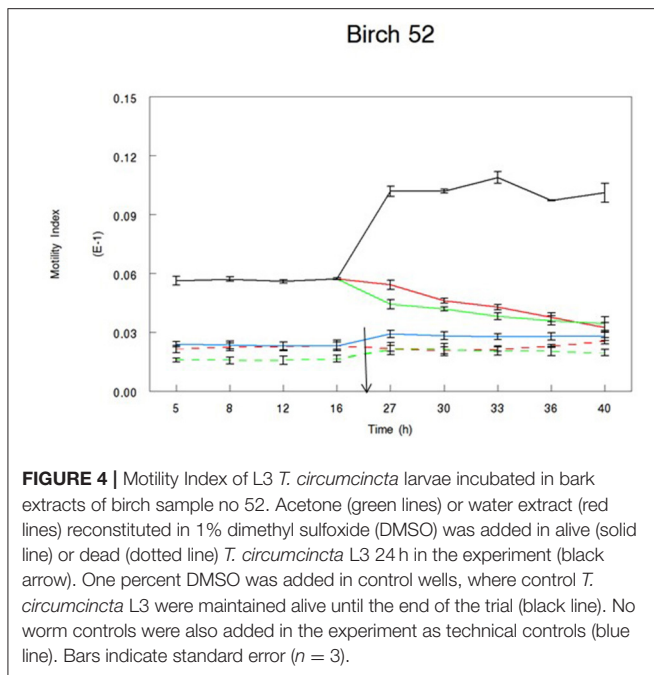 Birch 52
0.15
0.12
0.09
0.06
0.03
0.00
Motility Index
(E-1)
5 8 12 16 27 30 33 36 40
Time (h)
FIGURE 4 | Motility Index of L3 T. circumcincta larvae incubated in bark
extracts of birch sample no 52. Acetone (green lines) or water extract (red
lines) reconstituted in 1% dimethyl sulfoxide (DMSO) was added in alive (solid
line) or dead (dotted line) T. circumcincta L3 24 h in the experiment (black
arrow). One percent DMSO was added in control wells, where control T.
circumcincta L3 were maintained alive until the end of the trial (black line). No
worm controls were also added in the experiment as technical controls (blue
line). Bars indicate standard error (n = 3).